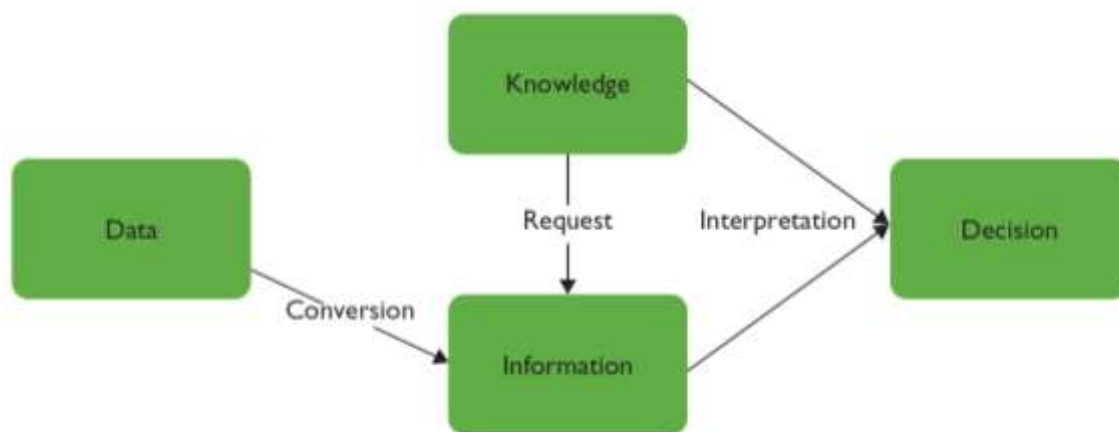 Knowledge
Data
Request
Interpretation
Decision
Conversion
Information